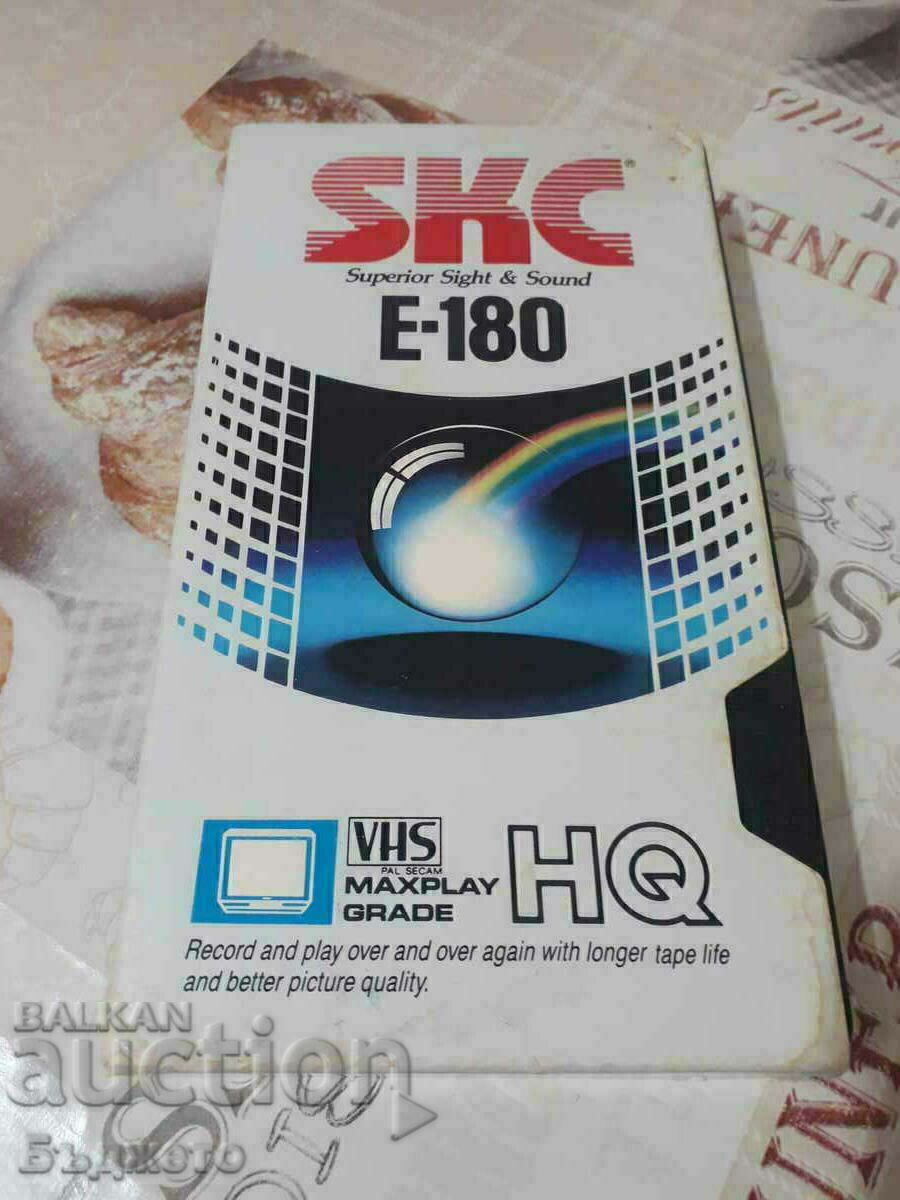 SKC®
Superior Sight & Sound
E-180
VHS
PAL SECAM
MAXPLAY
GRADE
HQ
Record and play over and over again with longer tape life
and better picture quality.
BALKAN
auction
Бъджето